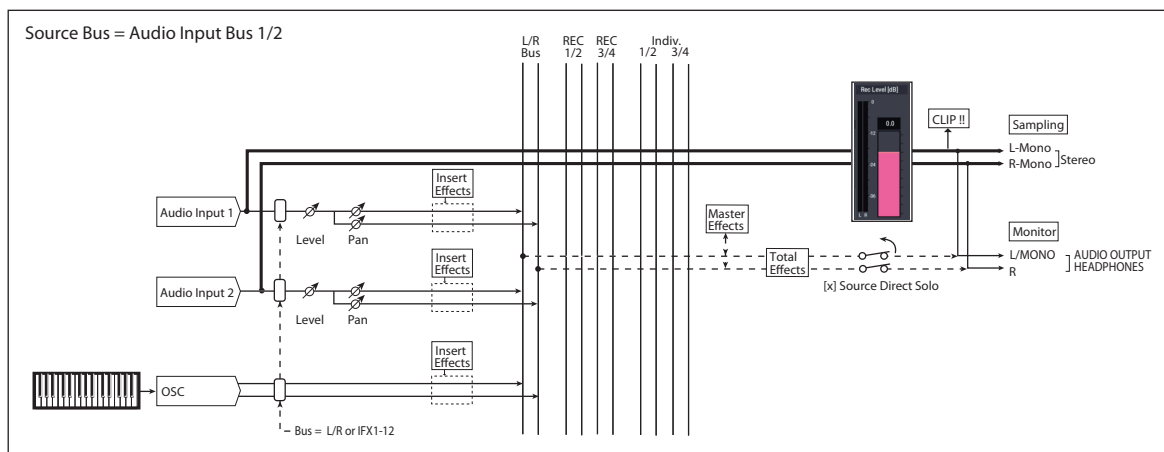 Source Bus = Audio Input Bus 1/2
L/R REC REC Indiv.
Bus 1/2 3/4 1/2 3/4
Rec Level [dB]
0
0.0
CLIP !!
Sampling
L-Mono
R-Mono
Stereo
Insert
Effects
Audio Input 1
Level
Pan
L R
Master
Effects
Monitor
Total
Effects
L/MONO
R
AUDIO OUTPUT
HEADPHONES
[x] Source Direct Solo
Insert
Effects
Audio Input 2
Level
Pan
Insert
Effects
OSC
Bus = L/R or IFX1-12